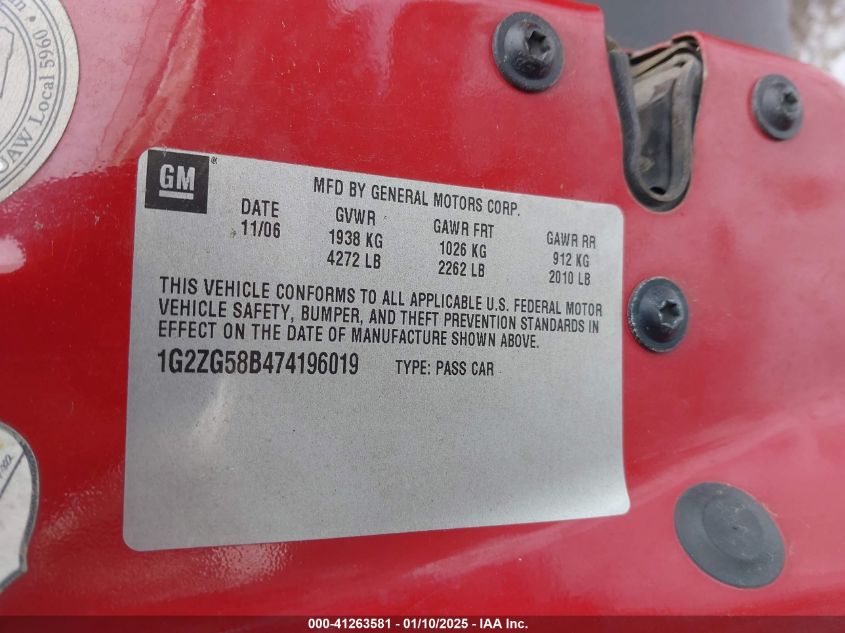 UAW Local 5960
GM ®
MFD BY GENERAL MOTORS CORP.
DATE GVWR GAWR FRT GAWR RR
11/06 1938 KG 1026 KG 912 KG
4272 LB 2262 LB 2010 LB
THIS VEHICLE CONFORMS TO ALL APPLICABLE U.S. FEDERAL MOTOR
VEHICLE SAFETY, BUMPER, AND THEFT PREVENTION STANDARDS IN
EFFECT ON THE DATE OF MANUFACTURE SHOWN ABOVE.
1G2ZG58B474196019 TYPE: PASS CAR
000-41263581 — 01/10/2025 — IAA Inc.